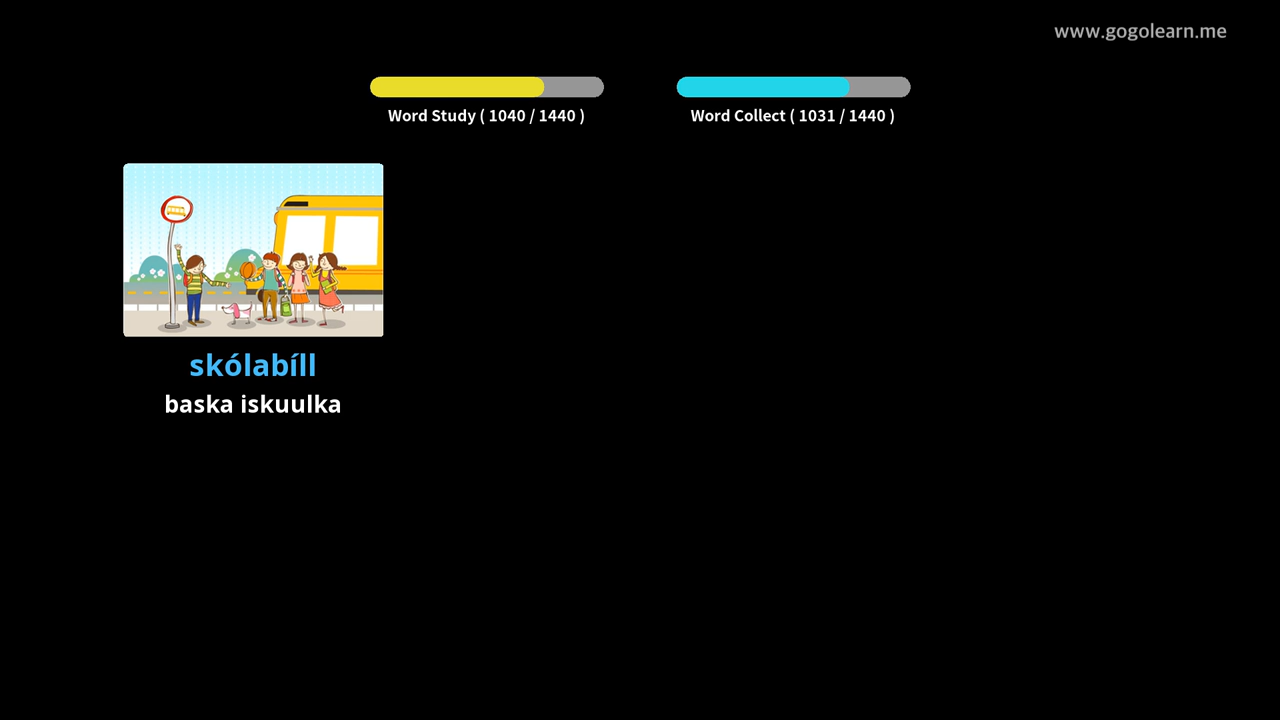 www.gogolearn.me
Word Study ( 1040 / 1440 )
Word Collect ( 1031 / 1440 )
skólabíll
baska iskuulka